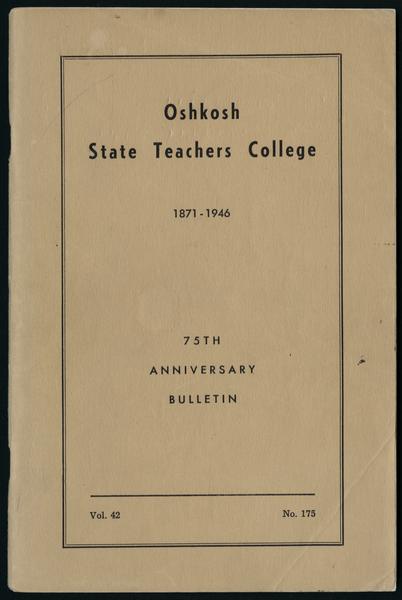 Oshkosh
State Teachers College
1871-1946
75TH
ANNIVERSARY
BULLETIN
Vol. 42 No. 175